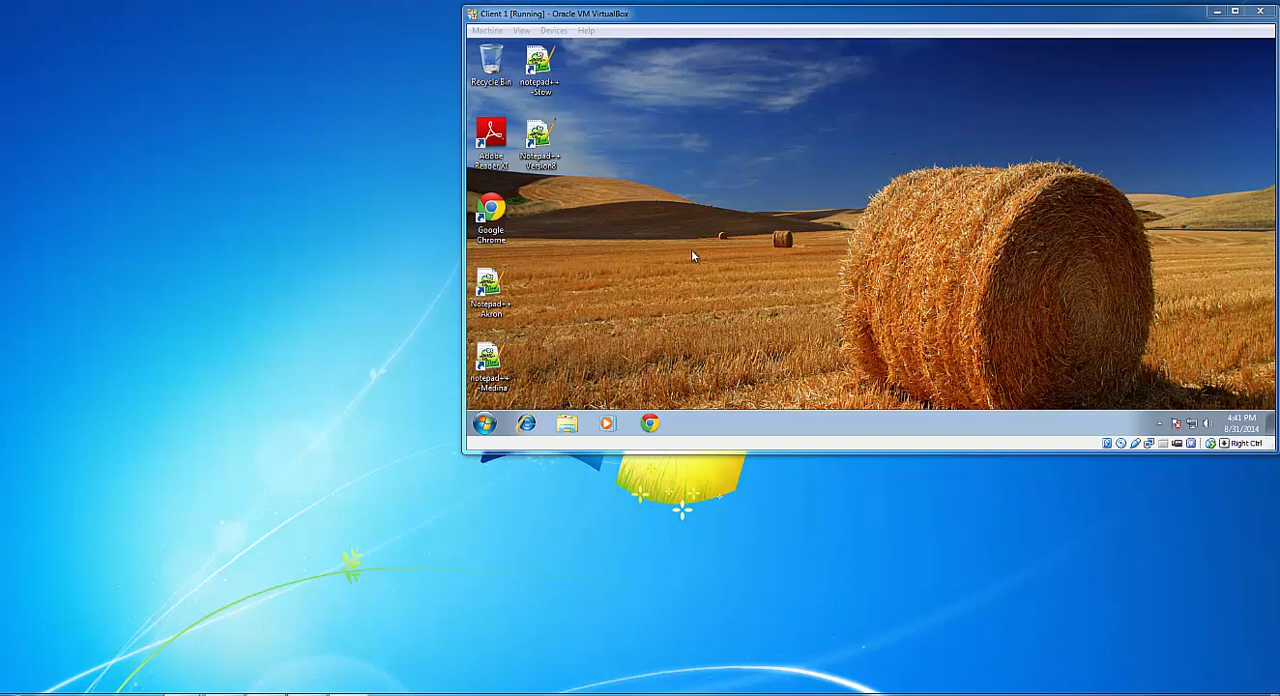 Client 1 [Running] - Oracle VM VirtualBox
Machine View Devices Help
Recycle Bin
notepad++
-Stow
Adobe
Reader XI
Notepad++
Version8
Google
Chrome
Notepad++
Akron
notepad++
-Medina
4:41 PM
8/31/2014
Right Ctrl